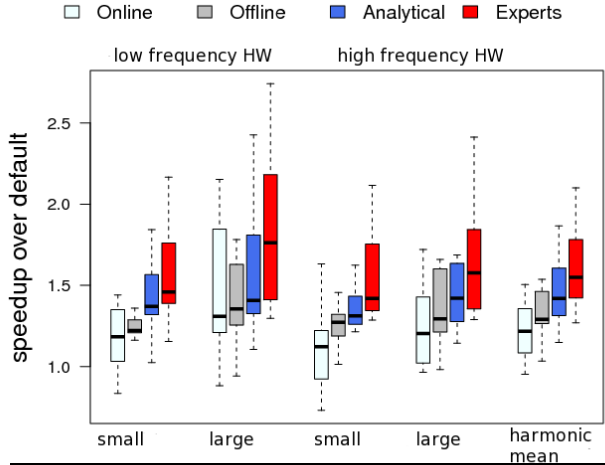 Online Offline Analytical Experts
low frequency HW high frequency HW
speedup over default
2.5
2.0
1.5
1.0
small large small large harmonic
mean